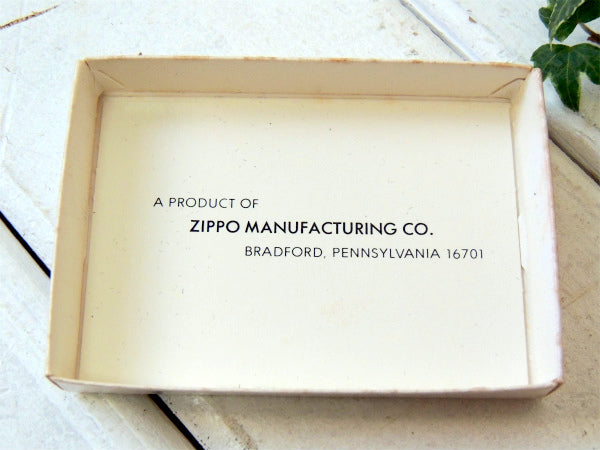 A PRODUCT OF
ZIPPO MANUFACTURING CO.
BRADFORD, PENNSYLVANIA 16701